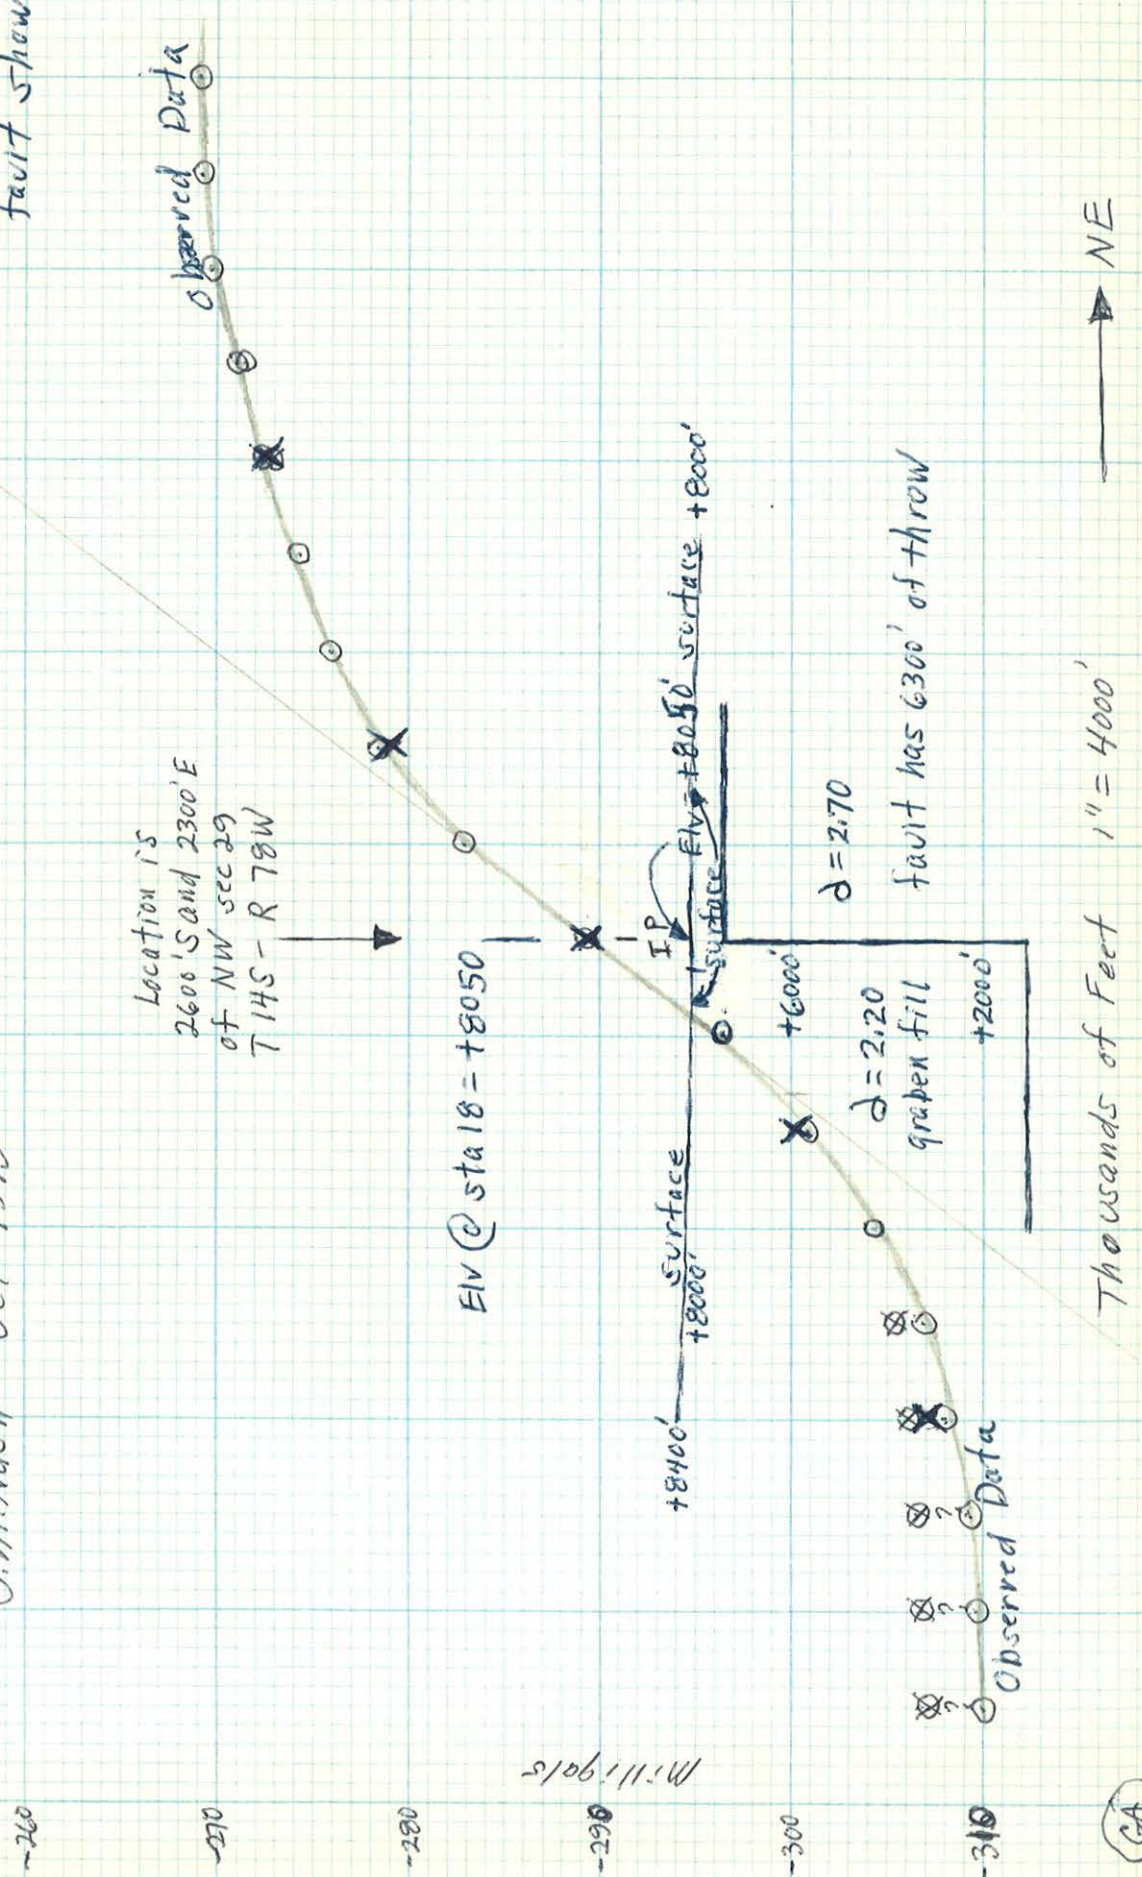 fault show
-260
-270
-280
-290
-300
-310
Milligals
Observed Data
Location is
2600'S and 2300'E
of NW sec 29
T 14S - R 78W
Elv @ sta 18 = +8050
I.P.
+8400'
surface
+8000'
surface
Elv = +8050' surface +8000'
+6000'
d = 2.20
graben fill
+2000'
d = 2.70
fault has 6300' of throw
? ? ?
Observed Data
Thousands of Feet 1" = 4000'
NE
GA